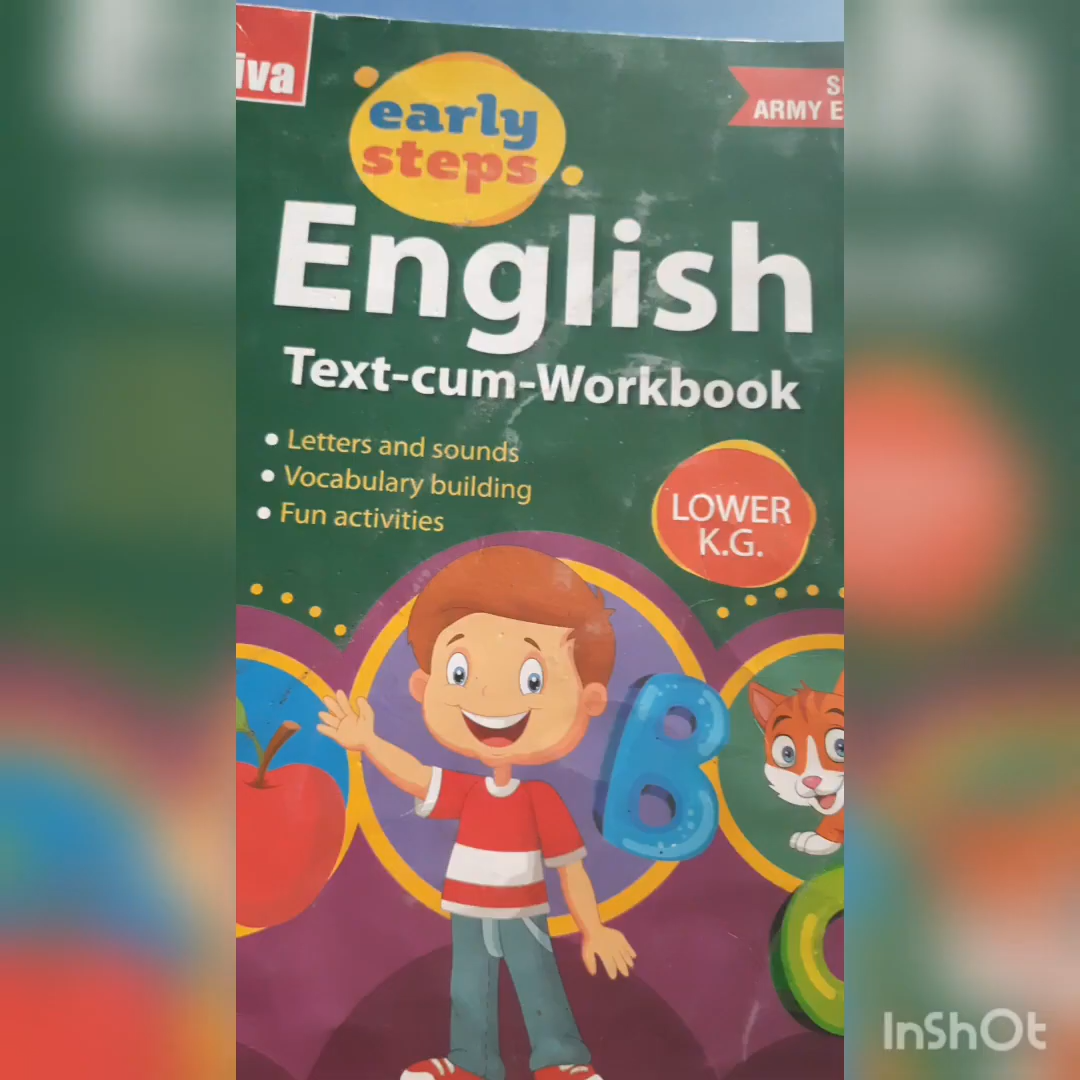 iva
early
steps
ARMY E
English
Text-cum-Workbook
• Letters and sounds
• Vocabulary building
• Fun activities
LOWER
K.G.
B
InShOt